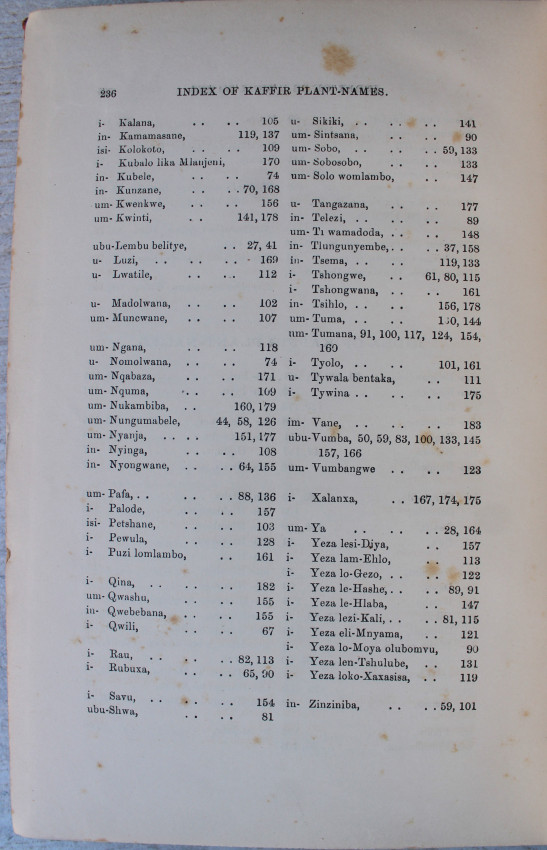 236 INDEX OF KAFFIR PLANT-NAMES.
i- Kalana, . . . . 105
in- Kamamasane, 119, 137
isi- Kolokoto, . . . . 109
i- Kubalo lika Mlanjeni, 170
in- Kubele, . . . . 74
in- Kunzane, . . . . 70, 168
um- Kwenkwe, . . . . 156
um- Kwinti, . . 141, 178
ubu-Lembu belitye, . . 27, 41
u- Luzi, . . . . . . 169
u- Lwatile, . . . . 112
u- Madolwana, . . . . 102
um- Muncwane, . . . . 107
um- Ngana, . . . . 118
u- Nomolwana, . . . . 74
um- Nqabaza, . . . . 171
um- Nquma, . . . . 109
um- Nukambiba, . . 160, 179
um- Nungumabele, 44, 58, 126
um- Nyanja, . . . . 151, 177
in- Nyinga, . . . . 108
in- Nyongwane, . . . . 64, 155
um- Pafa, . . . . . . 88, 136
i- Palode, . . . . 157
isi- Petshane, . . . . 103
i- Pewula, . . . . 128
i- Puzi lomlambo, . . 161
i- Qina, . . . . . . 182
um- Qwashu, . . . . 155
in- Qwebebana, . . . . 155
i- Qwili, . . . . 67
i- Rau, . . . . . . 82, 113
i- Rubuxa, . . . . 65, 90
i- Savu, . . . . . . 154
ubu-Shwa, . . . . 81
u- Sikiki, . . . . . . 141
um- Sintsana, . . . . 90
um- Sobo, . . . . . . 59, 133
um- Sobosobo, . . . . 133
um- Solo womlambo, . . 147
u- Tangazana, . . . . 177
in- Telezi, . . . . . . 89
um- Ti wamadoda, . . . . 148
in- Tlungunyembe, . . . . 37, 158
in- Tsema, . . . . 119, 133
i- Tshongwe, . . 61, 80, 115
i- Tshongwana, . . . . 161
in- Tsihlo, . . . . 156, 178
um- Tuma, . . . . 144
um- Tumana, 91, 100, 117, 124, 154,
160
i- Tyolo, . . . . 101, 161
u- Tywala bentaka, . . 111
i- Tywina . . . . . . 175
im- Vane, . . . . . . 183
ubu-Vumba, 50, 59, 83, 100, 133, 145
157, 166
um- Vumbangwe . . . . 123
i- Xalanxa, . . 167, 174, 175
um- Ya . . . . . . 28, 164
i- Yeza lesi-Diya, . . 157
i- Yeza lam-Ehlo, . . 113
i- Yeza lo-Gezo, . . . . 122
i- Yeza le-Hashe, . . . . 89, 91
i- Yeza le-Hlaba, . . 147
i- Yeza lezi-Kali, . . . . 81, 115
i- Yeza eli-Mnyama, . . 121
i- Yeza lo-Moya olubomvu, 90
i- Yeza len-Tshulube, . . 131
i- Yeza loko-Xaxasisa, . . 119
in- Zinziniba, . . . . 59, 101